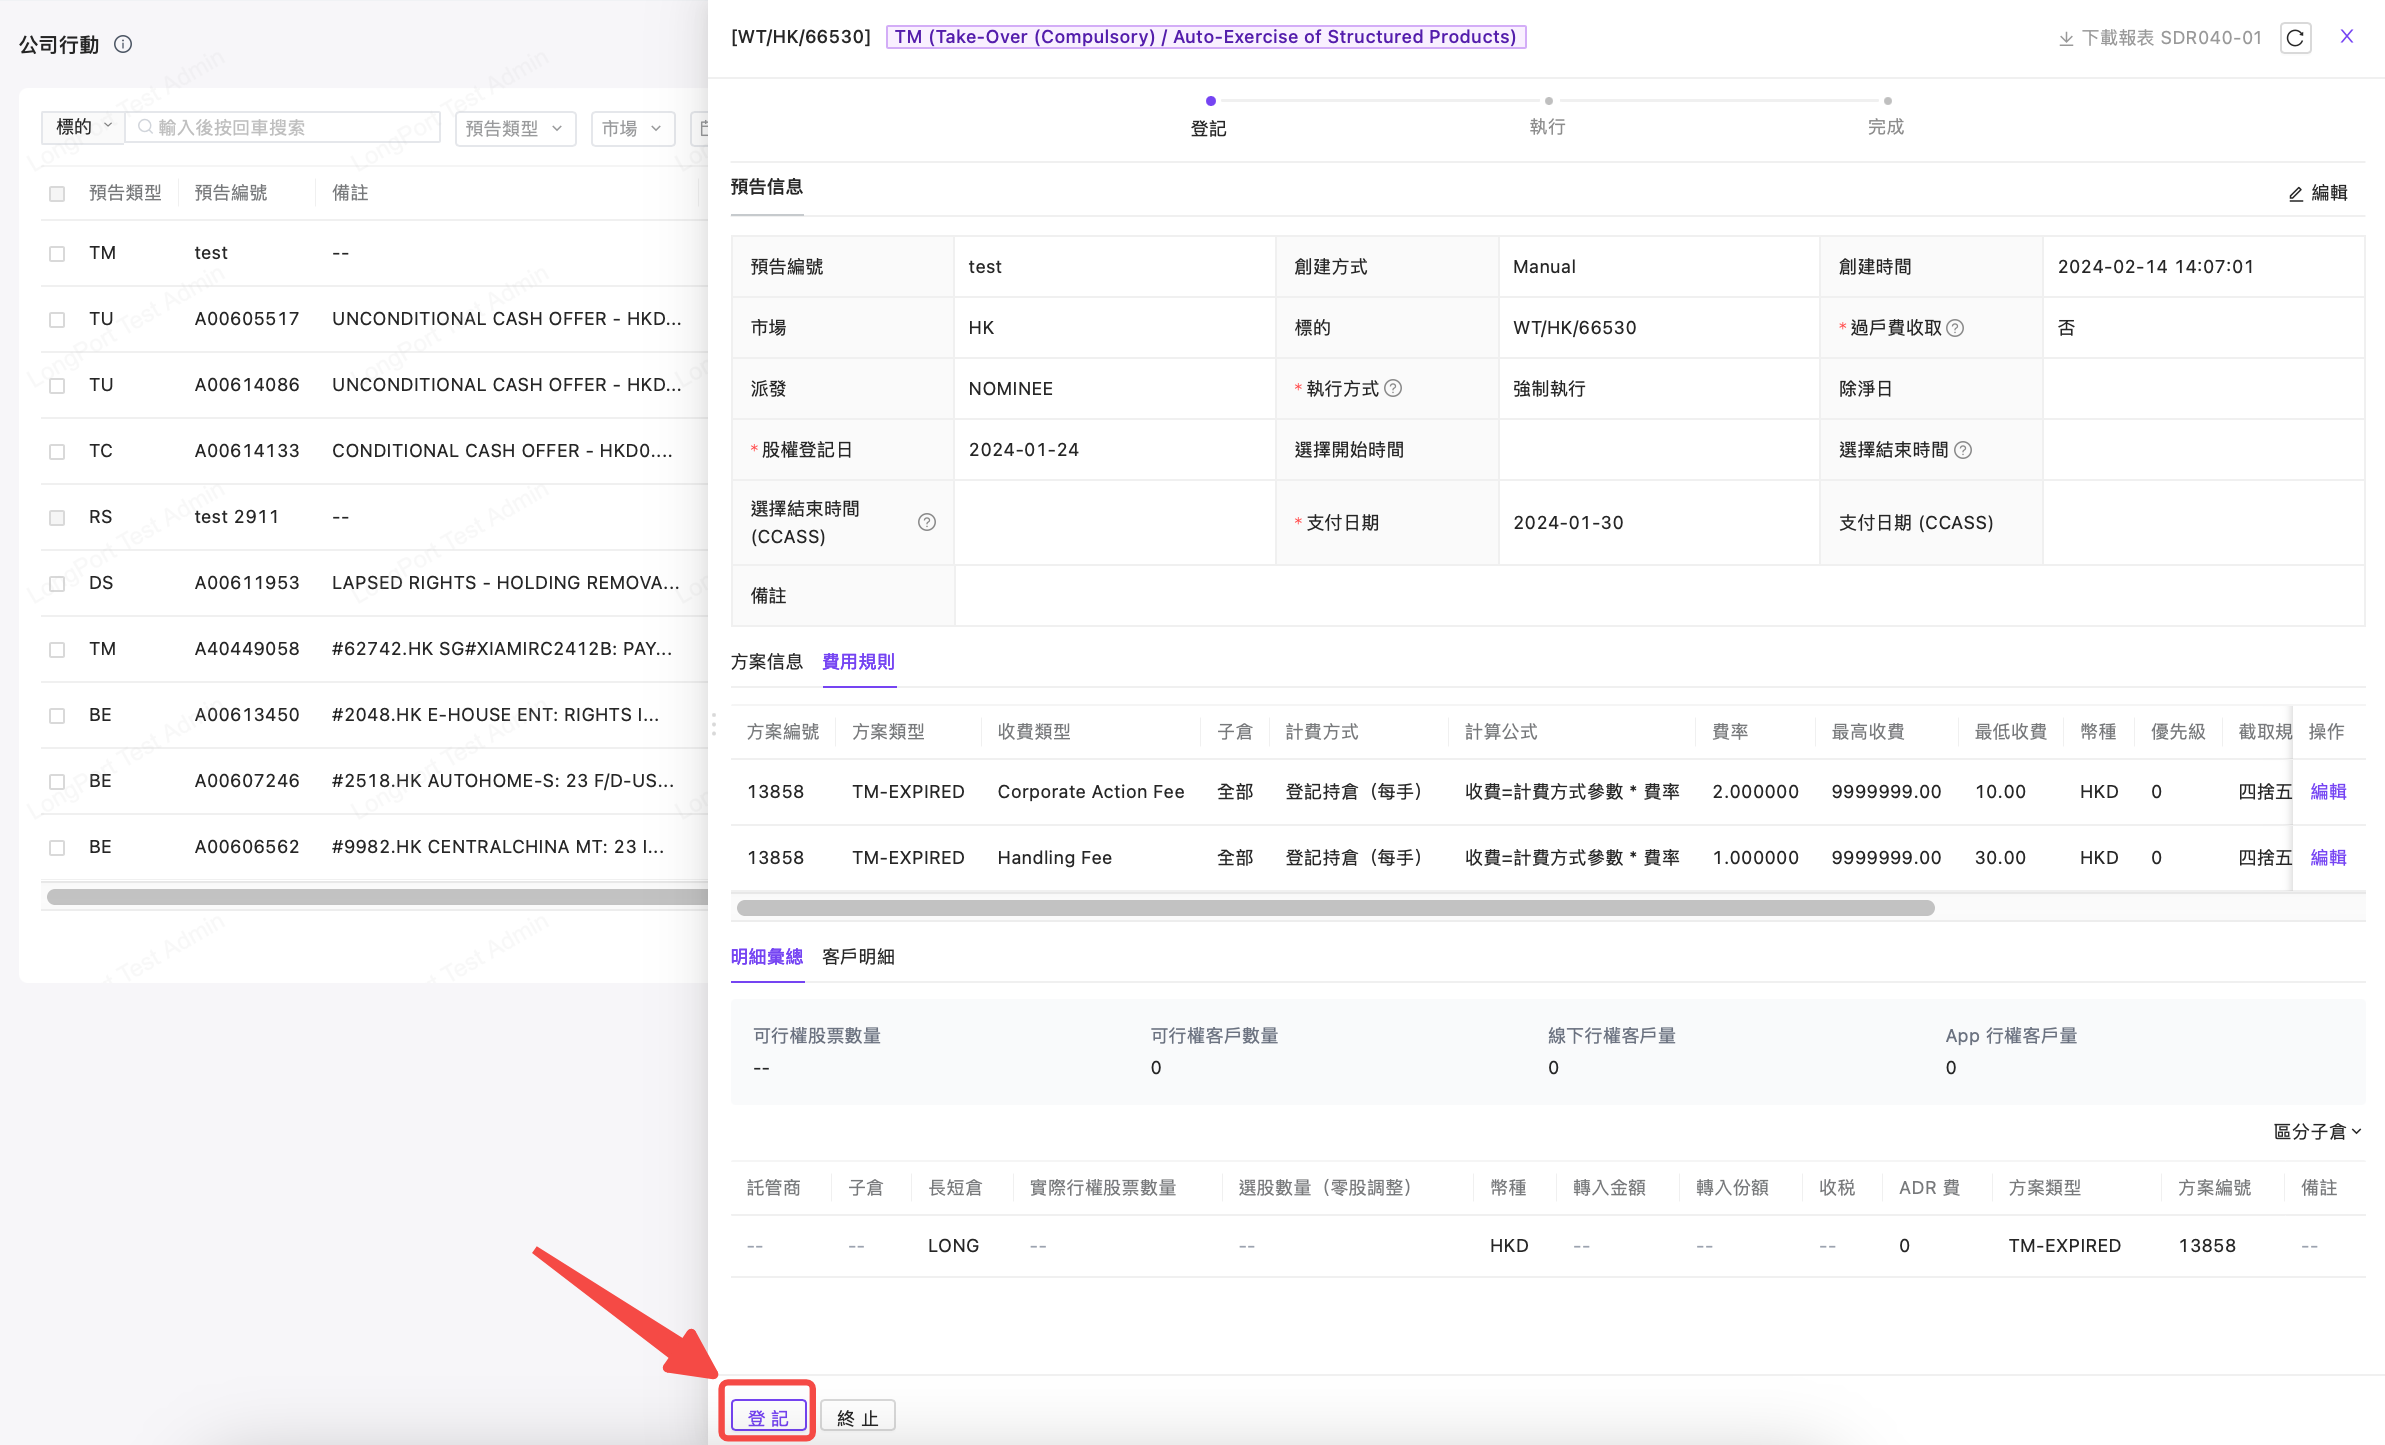 公司行動
標的 輸入後按回車搜索 預告類型 市場
預告類型 預告編號 備註
TM test --
TU A00605517 UNCONDITIONAL CASH OFFER - HKD...
TU A00614086 UNCONDITIONAL CASH OFFER - HKD...
TC A00614133 CONDITIONAL CASH OFFER - HKD0....
RS test 2911 --
DS A00611953 LAPSED RIGHTS - HOLDING REMOVA...
TM A40449058 #62742.HK SG#XIAMIRC2412B: PAY...
BE A00613450 #2048.HK E-HOUSE ENT: RIGHTS I...
BE A00607246 #2518.HK AUTOHOME-S: 23 F/D-US...
BE A00606562 #9982.HK CENTRALCHINA MT: 23 I...
LongPort Test Admin
[WT/HK/66530] TM (Take-Over (Compulsory) / Auto-Exercise of Structured Products) 下載報表 SDR040-01
登記 執行 完成
預告信息 編輯
預告編號 test 創建方式 Manual 創建時間 2024-02-14 14:07:01
市場 HK 標的 WT/HK/66530 *過戶費收取 否
派發 NOMINEE *執行方式 強制執行 除淨日
*股權登記日 2024-01-24 選擇開始時間 選擇結束時間
選擇結束時間 (CCASS) *支付日期 2024-01-30 支付日期 (CCASS)
備註
方案信息 費用規則
方案編號 方案類型 收費類型 子倉 計費方式 計算公式 費率 最高收費 最低收費 幣種 優先級 截取規 操作
13858 TM-EXPIRED Corporate Action Fee 全部 登記持倉（每手） 收費=計費方式參數 * 費率 2.000000 9999999.00 10.00 HKD 0 四捨五 編輯
13858 TM-EXPIRED Handling Fee 全部 登記持倉（每手） 收費=計費方式參數 * 費率 1.000000 9999999.00 30.00 HKD 0 四捨五 編輯
明細彙總 客戶明細
可行權股票數量 可行權客戶數量 線下行權客戶量 App 行權客戶量
-- 0 0 0
區分子倉
託管商 子倉 長短倉 實際行權股票數量 選股數量（零股調整） 幣種 轉入金額 轉入份額 收稅 ADR 費 方案類型 方案編號 備註
-- -- LONG -- -- HKD -- -- -- 0 TM-EXPIRED 13858 --
登記 終止